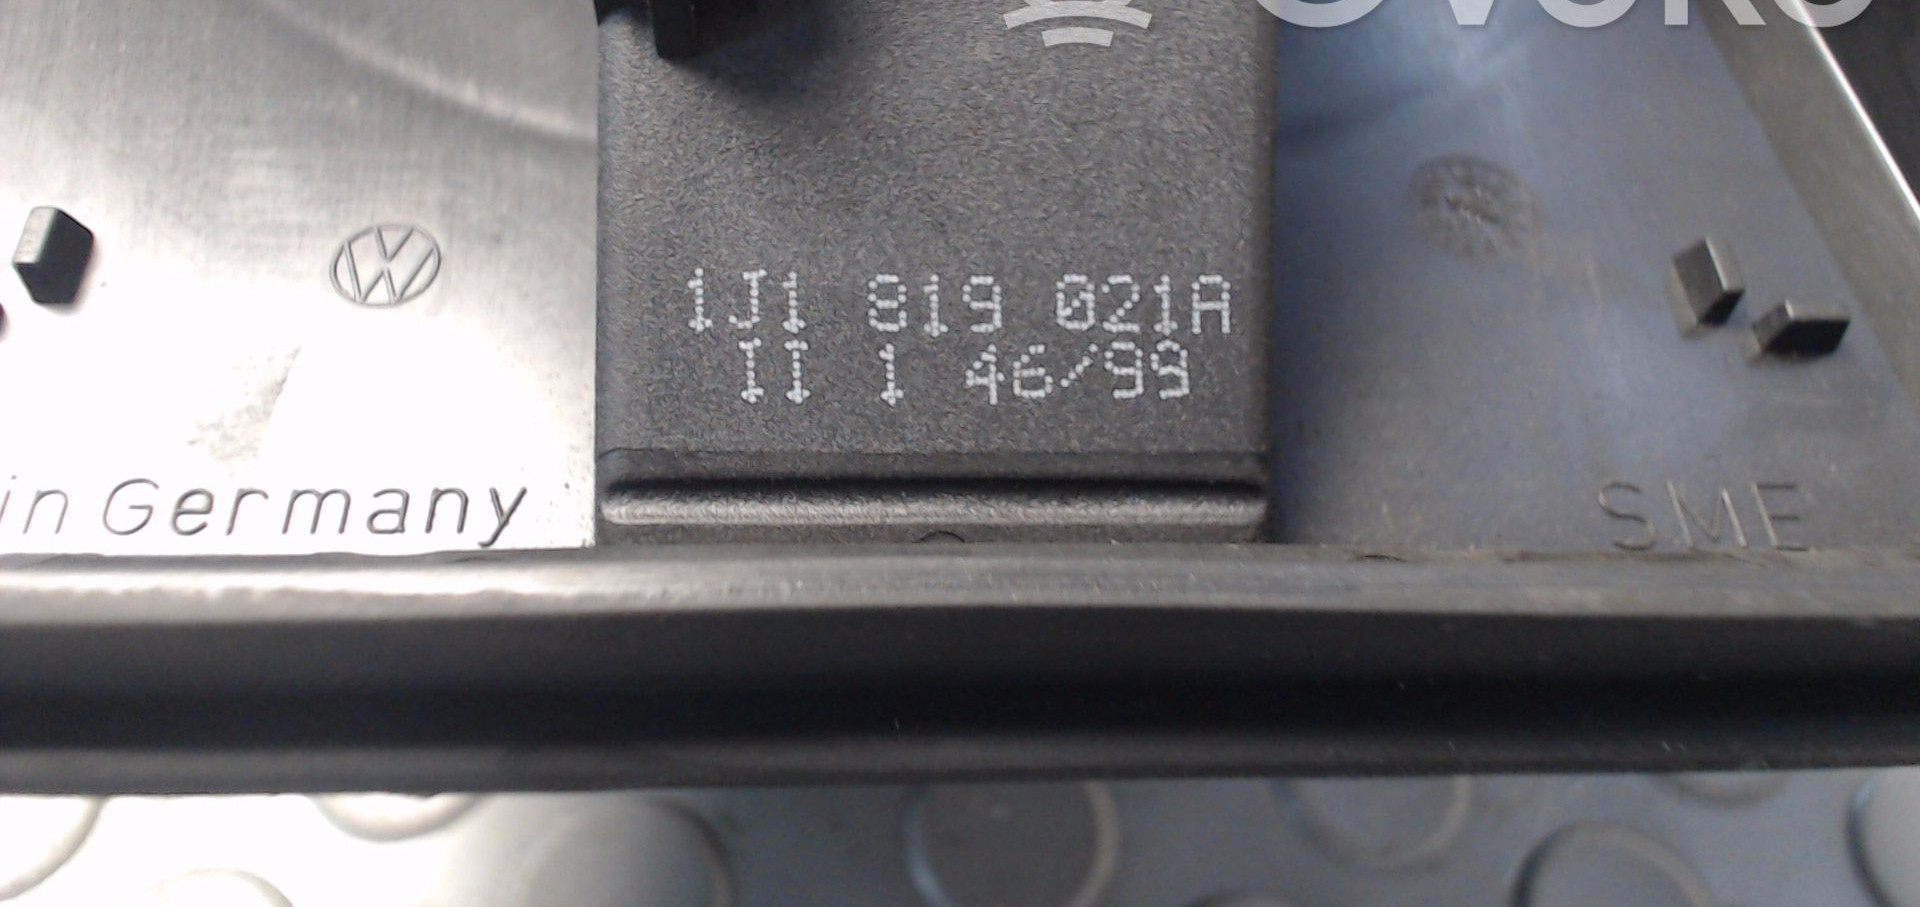 1J1 819 021A
II 1 46/99
in Germany
SME